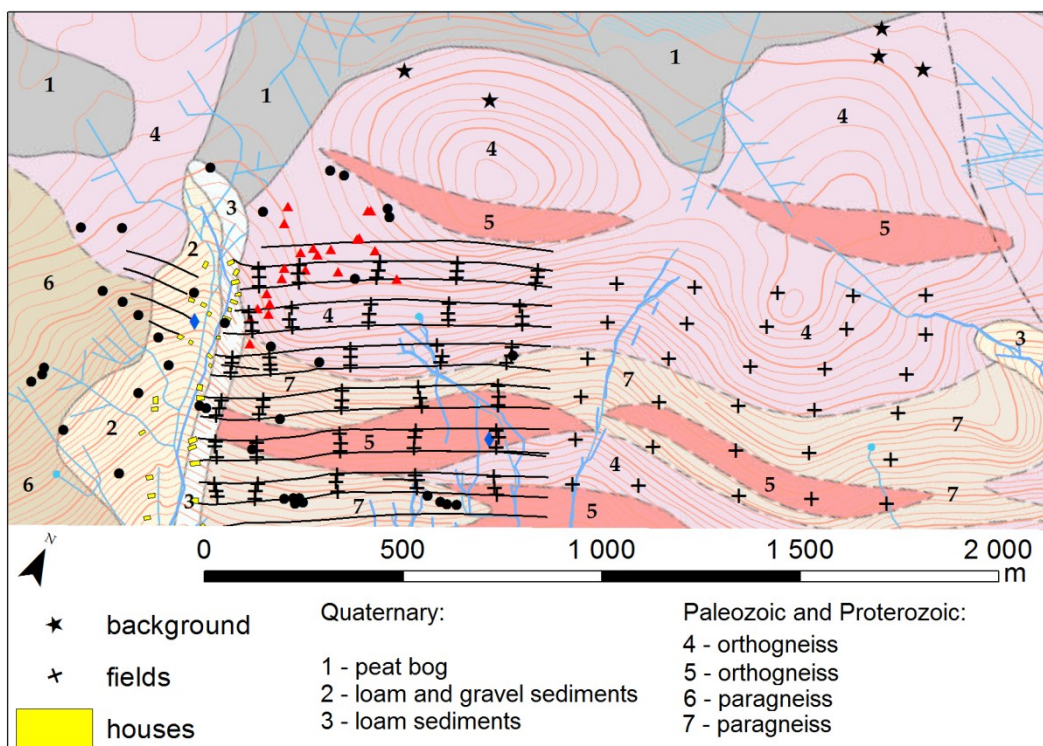 1
1
1
4
4
4
3
5
5
2
6
4
4
3
7
7
2
5
4
5
7
6
3
7
5
N
0 500 1 000 1 500 2 000
m
background
fields
houses
Quaternary:
1 - peat bog
2 - loam and gravel sediments
3 - loam sediments
Paleozoic and Proterozoic:
4 - orthogneiss
5 - orthogneiss
6 - paragneiss
7 - paragneiss